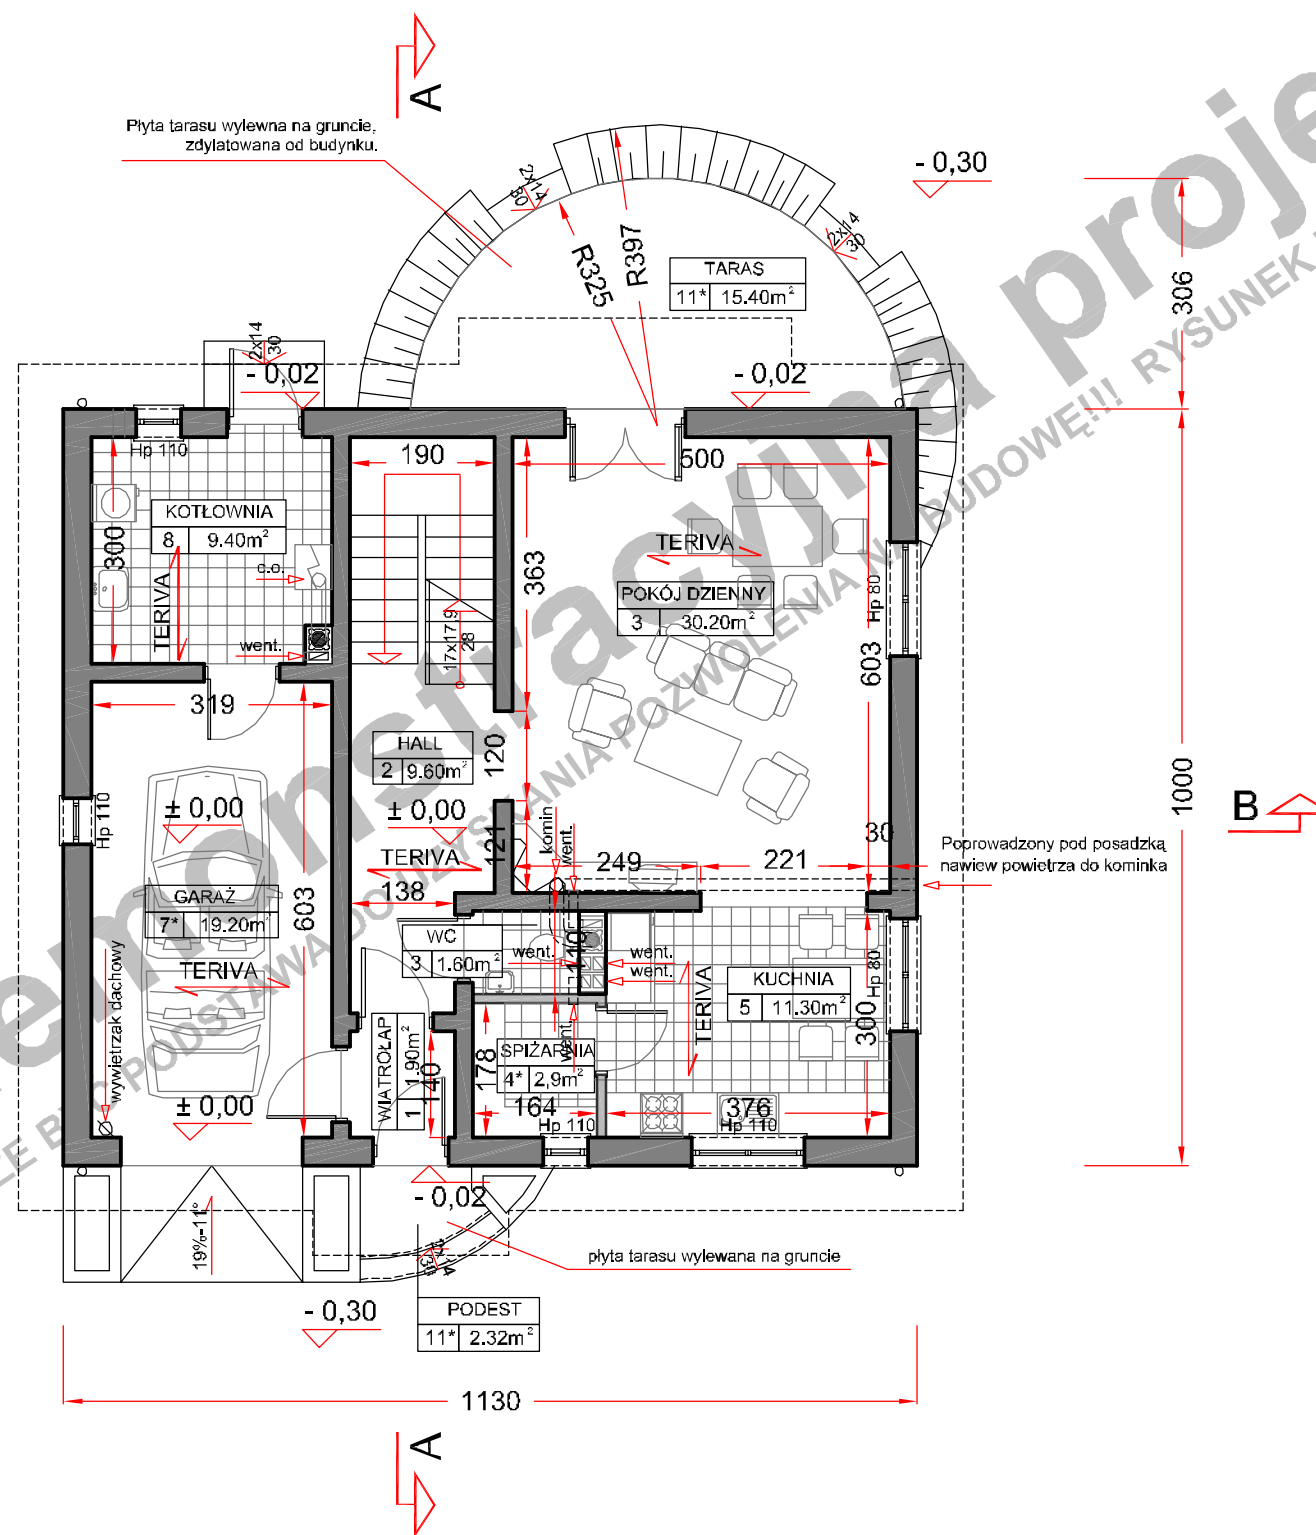 A
Płyta tarasu wylewna na gruncie,
zdylatowana od budynku.
- 0,30
2x14
30
2x14
30
R325
R397
TARAS
11* 15.40m²
306
2x14
30
- 0,02
- 0,02
Hp 110
190
500
KOTŁOWNIA
8 9.40m²
300
TERIVA
c.o.
went.
363
17x17,9
28
TERIVA
POKÓJ DZIENNY
3 30.20m²
Hp 80
603
319
HALL
2 9.60m²
120
± 0,00
± 0,00
Hp 110
TERIVA
121
138
komin
went.
249
221
30
1000
B
Poprowadzony pod posadzką
nawiew powietrza do kominka
GARAŻ
7* 19.20m²
603
TERIVA
wywietrzak dachowy
± 0,00
WC
3 1.60m²
went.
went.
went.
TERIVA
KUCHNIA
5 11.30m²
Hp 80
300
WIATROŁAP
1 1.90m²
140
178
SPIŻARNIA
4* 2,9m²
went.
164
376
Hp 110
Hp 110
- 0,02
19%-11°
płyta tarasu wylewana na gruncie
- 0,30
PODEST
11* 2.32m²
1130
A